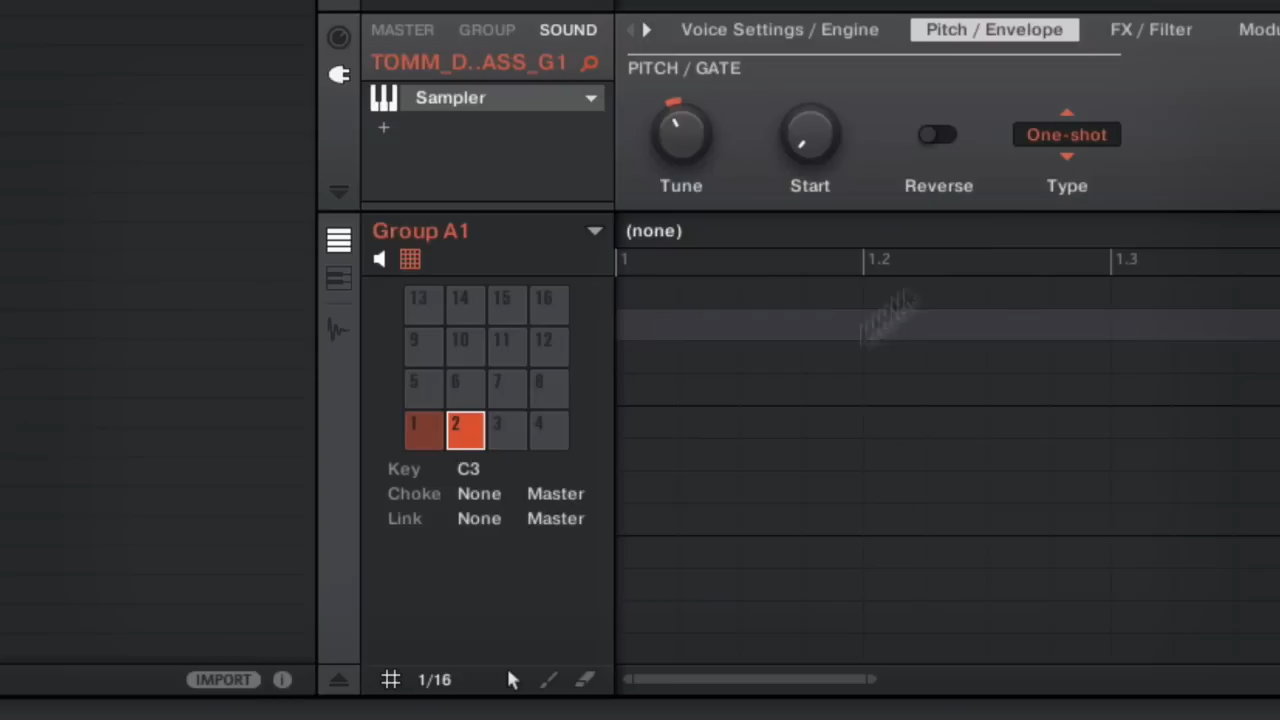 MASTER GROUP SOUND
TOMM_D..ASS_G1
Sampler
+
Voice Settings / Engine Pitch / Envelope FX / Filter Modu
PITCH / GATE
One-shot
Tune Start Reverse Type
Group A1
(none)
1 1.2 1.3
13 14 15 16
9 10 11 12
5 6 7 8
1 2 3 4
Key C3
Choke None Master
Link None Master
IMPORT i
1/16